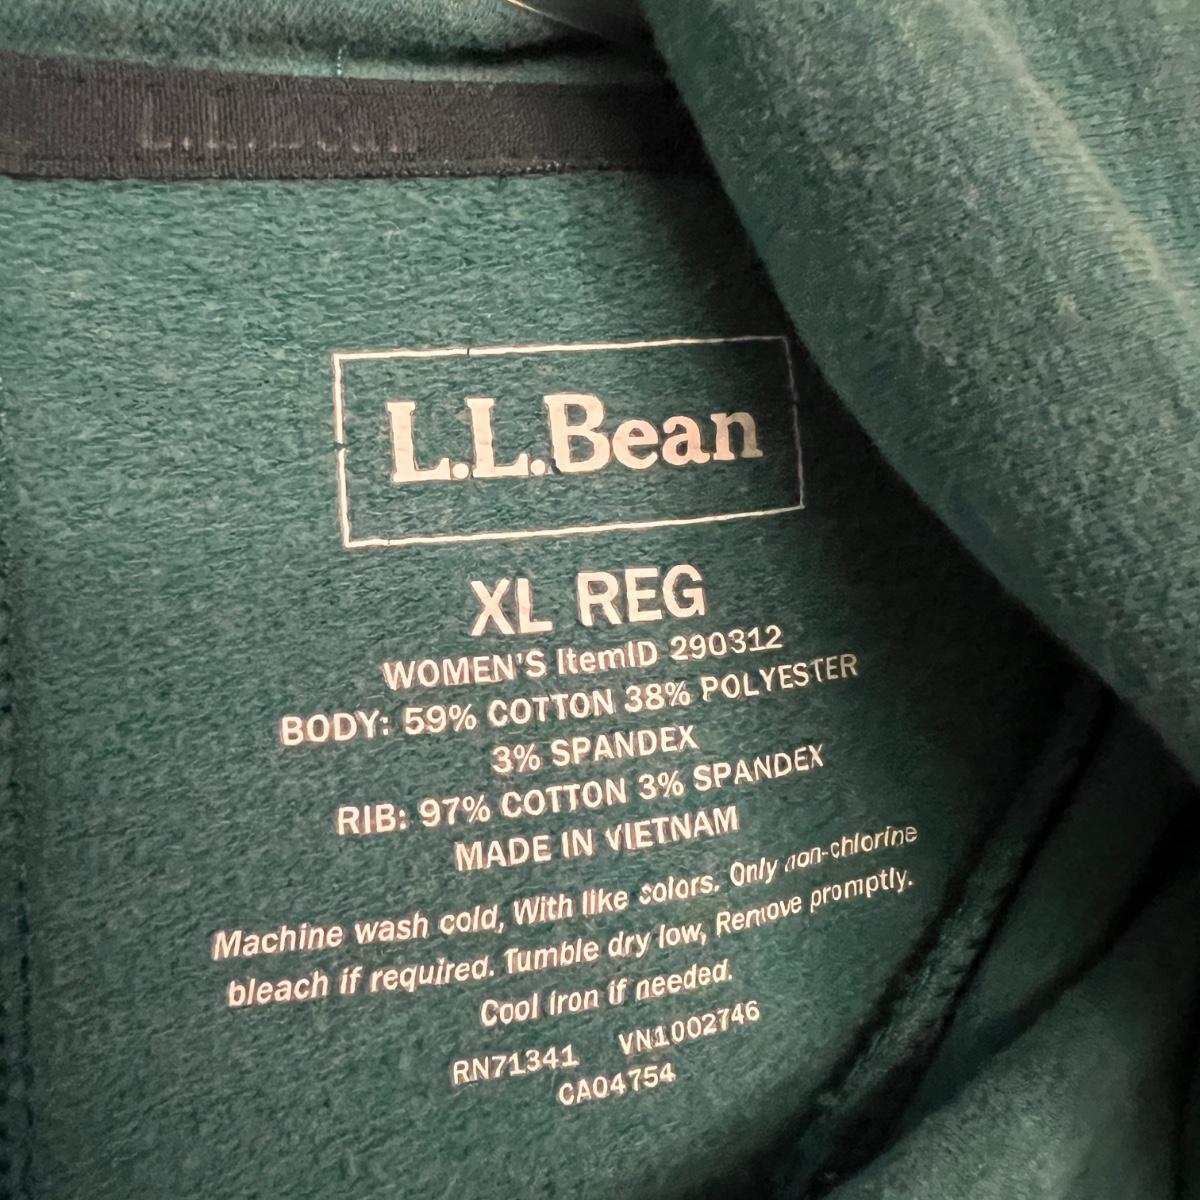 L.L.Bean
L.L.Bean
XL REG
WOMEN'S ItemID 290312
BODY: 59% COTTON 38% POLYESTER
3% SPANDEX
RIB: 97% COTTON 3% SPANDEX
MADE IN VIETNAM
Machine wash cold, With like colors. Only non-chlorine
bleach if required. Tumble dry low, Remove promptly.
Cool Iron if needed.
RN71341 VN1002746
CA04754